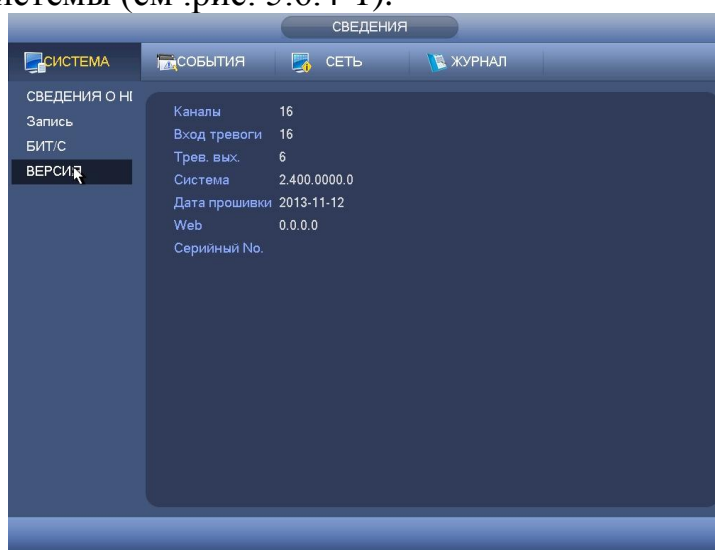 СВЕДЕНИЯ
СИСТЕМА СОБЫТИЯ СЕТЬ ЖУРНАЛ
СВЕДЕНИЯ О
Запись
БИТ/С
ВЕРСИЯ
Каналы 16
Вход тревоги 16
Трев. вых. 6
Система 2.400.0000.0
Дата прошивки 2013-11-12
Web 0.0.0.0
Серийный No.